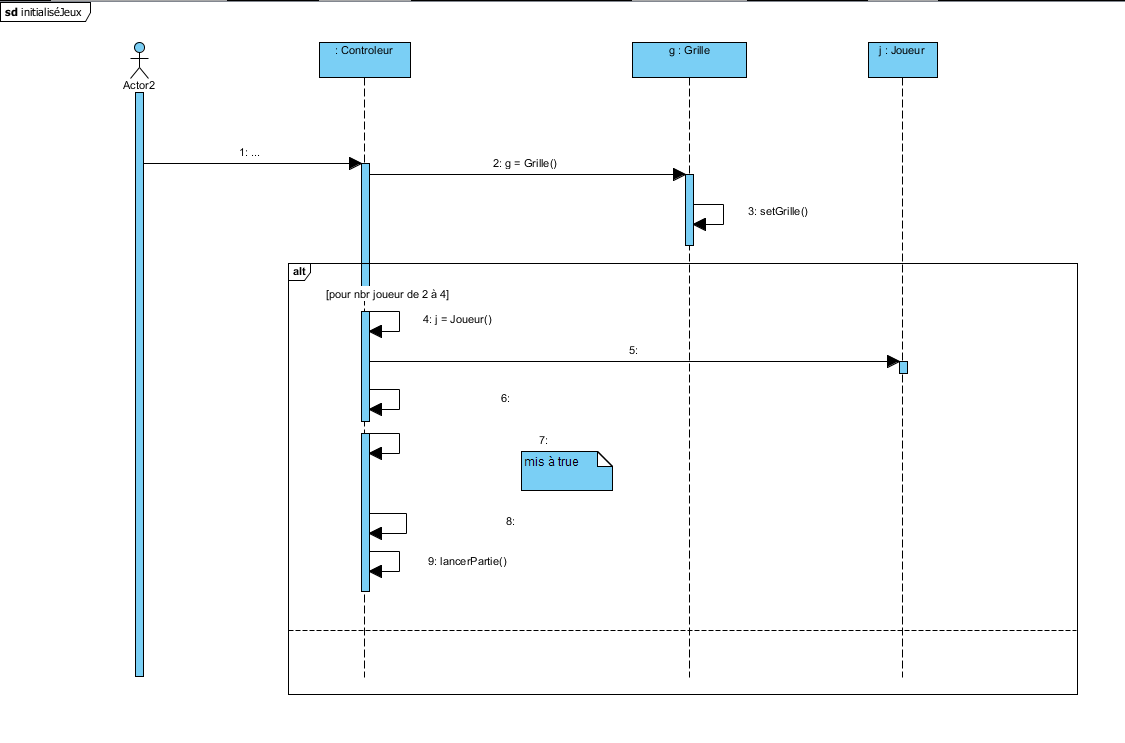 sd initialiséJeux
: Controleur
g : Grille
j : Joueur
Actor2
1: ...
2: g = Grille()
3: setGrille()
alt
[pour nbr joueur de 2 à 4]
4: j = Joueur()
5:
6:
7:
mis à true
8:
9: lancerPartie()